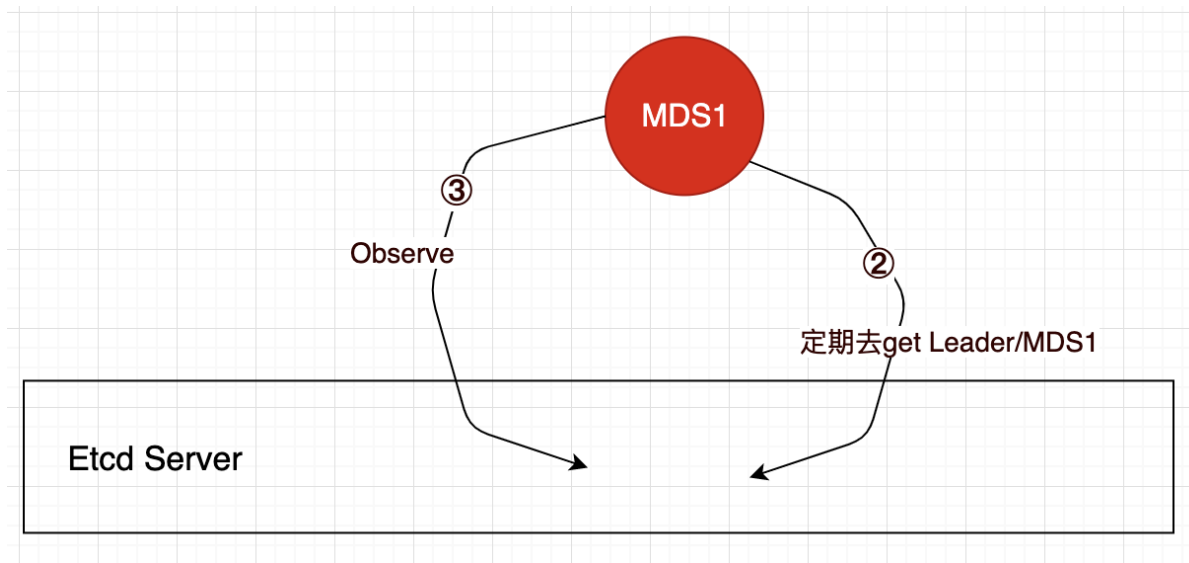 MDS1
③
Observe
②
定期去get Leader/MDS1
Etcd Server